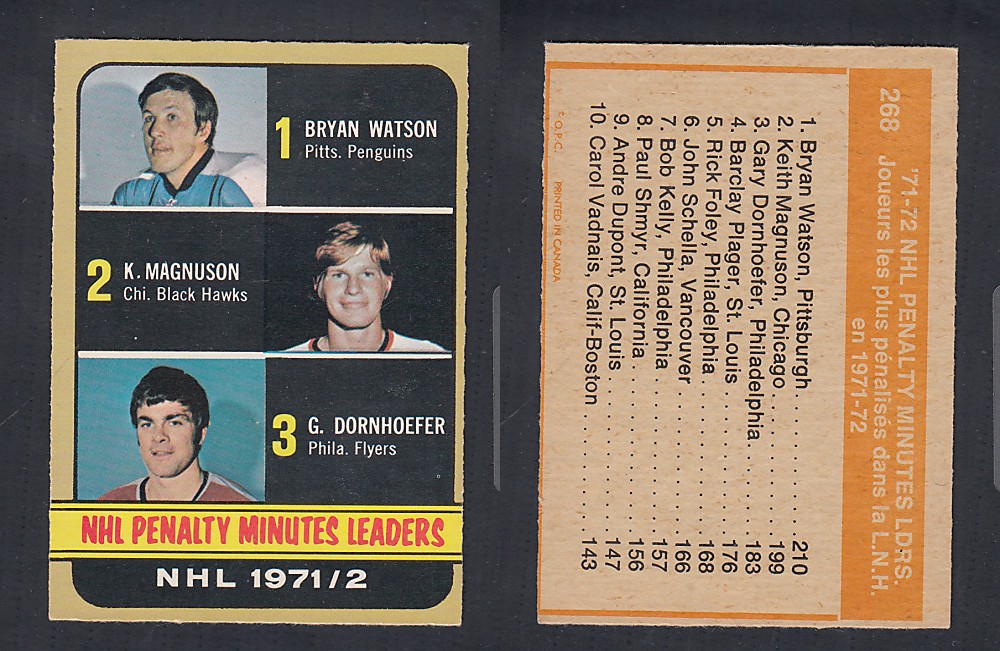 1 BRYAN WATSON
Pitts. Penguins
2 K. MAGNUSON
Chi. Black Hawks
3 G. DORNHOEFER
Phila. Flyers
NHL PENALTY MINUTES LEADERS
NHL 1971/2
268 '71-72 NHL PENALTY MINUTES LDRS.
Joueurs les plus pénalisés dans la L.N.H.
en 1971-72
1. Bryan Watson, Pittsburgh 210
2. Keith Magnuson, Chicago 199
3. Gary Dornhoefer, Philadelphia 183
4. Barclay Plager, St. Louis 176
5. Rick Foley, Philadelphia 168
6. John Schella, Vancouver 166
7. Bob Kelly, Philadelphia 157
8. Paul Shmyr, California 156
9. Andre Dupont, St. Louis 147
10. Carol Vadnais, Calif-Boston 143
© O.P.C. PRINTED IN CANADA